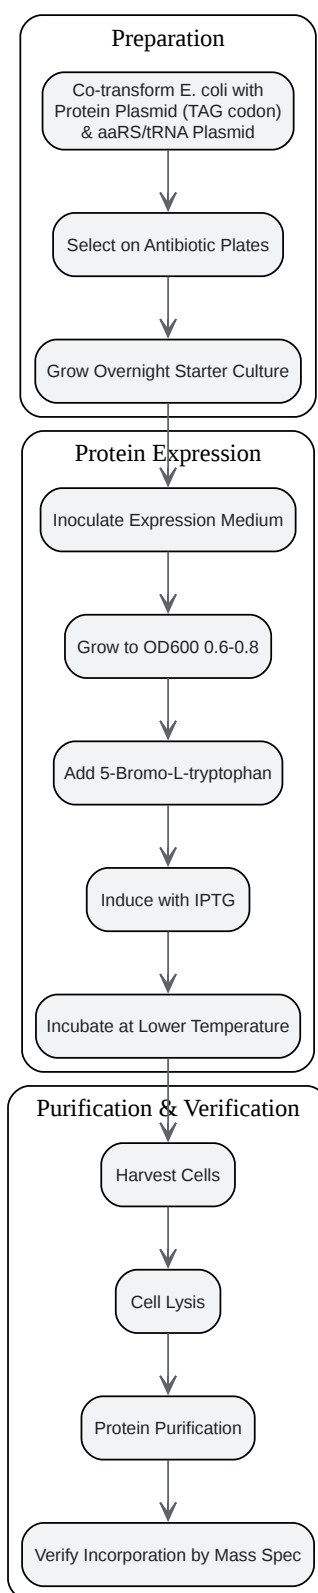 Preparation
Co-transform E. coli with
Protein Plasmid (TAG codon)
& aaRS/tRNA Plasmid
Select on Antibiotic Plates
Grow Overnight Starter Culture
Protein Expression
Inoculate Expression Medium
Grow to OD600 0.6-0.8
Add 5-Bromo-L-tryptophan
Induce with IPTG
Incubate at Lower Temperature
Purification & Verification
Harvest Cells
Cell Lysis
Protein Purification
Verify Incorporation by Mass Spec